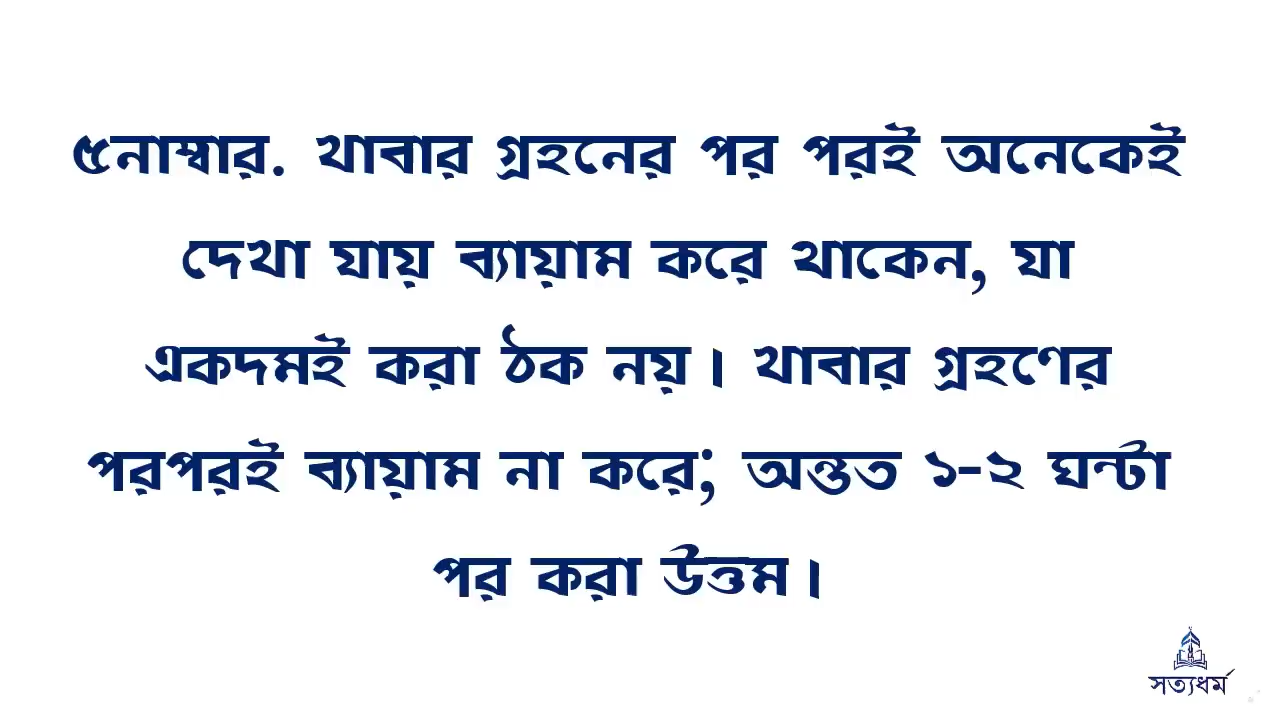 ৫নাম্বার. খাবার গ্রহনের পর পরই অনেকেই
দেখা যায় ব্যায়াম করে থাকেন, যা
একদমই করা ঠিক নয়। খাবার গ্রহণের
পরপরই ব্যায়াম না করে; অন্তত ১-২ ঘন্টা
পর করা উত্তম।
সত্যধর্ম